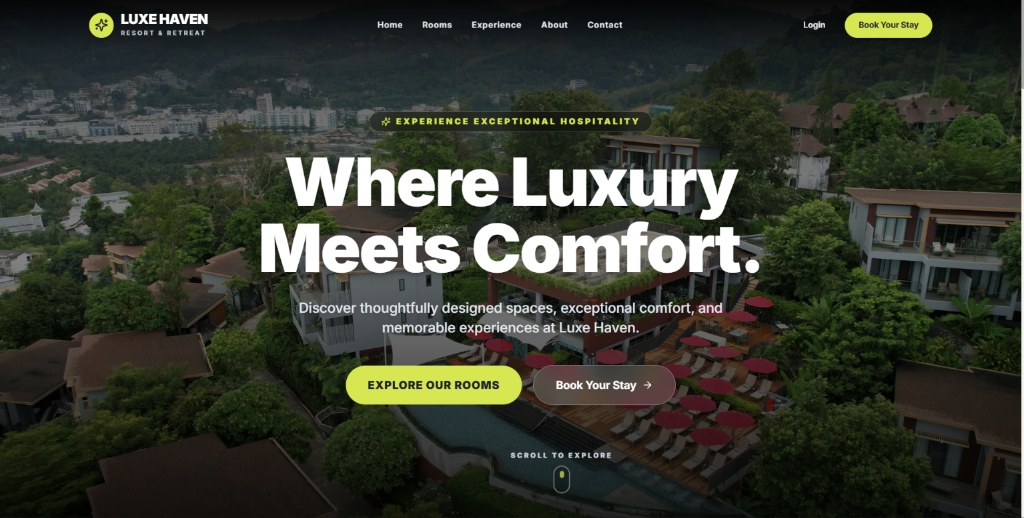 LUXE HAVEN
RESORT & RETREAT
Home Rooms Experience About Contact
Login
Book Your Stay
EXPERIENCE EXCEPTIONAL HOSPITALITY
Where Luxury
Meets Comfort.
Discover thoughtfully designed spaces, exceptional comfort, and
memorable experiences at Luxe Haven.
EXPLORE OUR ROOMS
Book Your Stay →
SCROLL TO EXPLORE